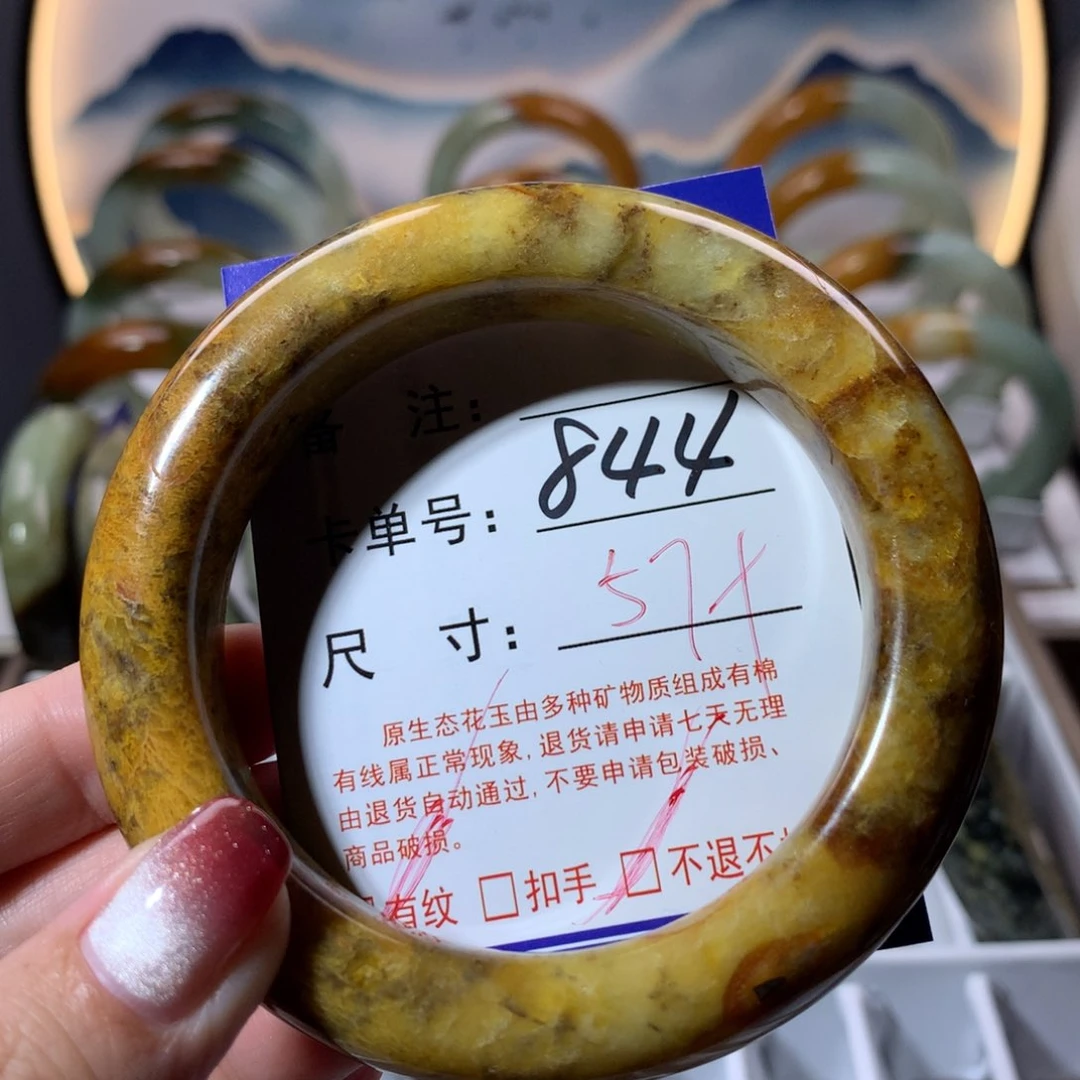 备 注：
卡单号：844
尺 寸：57+
原生态花玉由多种矿物质组成有棉
有线属正常现象，退货请申请七天无理
由退货自动通过，不要申请包装破损、
商品破损。
有纹 □扣手 □不退不